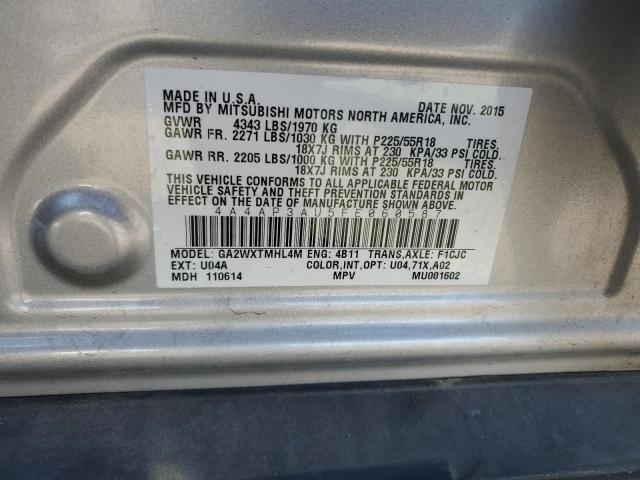 MADE IN U.S.A. DATE NOV. 2015
MFD BY MITSUBISHI MOTORS NORTH AMERICA, INC.
GVWR 4343 LBS/1970 KG
GAWR FR. 2271 LBS/1030 KG WITH P225/55R18 TIRES.
18X7J RIMS AT 230 KPA/33 PSI COLD.
GAWR RR. 2205 LBS/1000 KG WITH P225/55R18 TIRES.
18X7J RIMS AT 230 KPA/33 PSI COLD.
THIS VEHICLE CONFORMS TO ALL APPLICABLE FEDERAL MOTOR
VEHICLE SAFETY AND THEFT PREVENTION STANDARDS IN
EFFECT ON THE DATE OF MANUFACTURE SHOWN ABOVE.
4A4AP3AU5FE060587
MODEL: GA2WXTMHL4M ENG: 4B11 TRANS,AXLE: F1CJC
EXT: U04A COLOR,INT,OPT: U04,71X,A02
MDH 110614 MPV MU001602